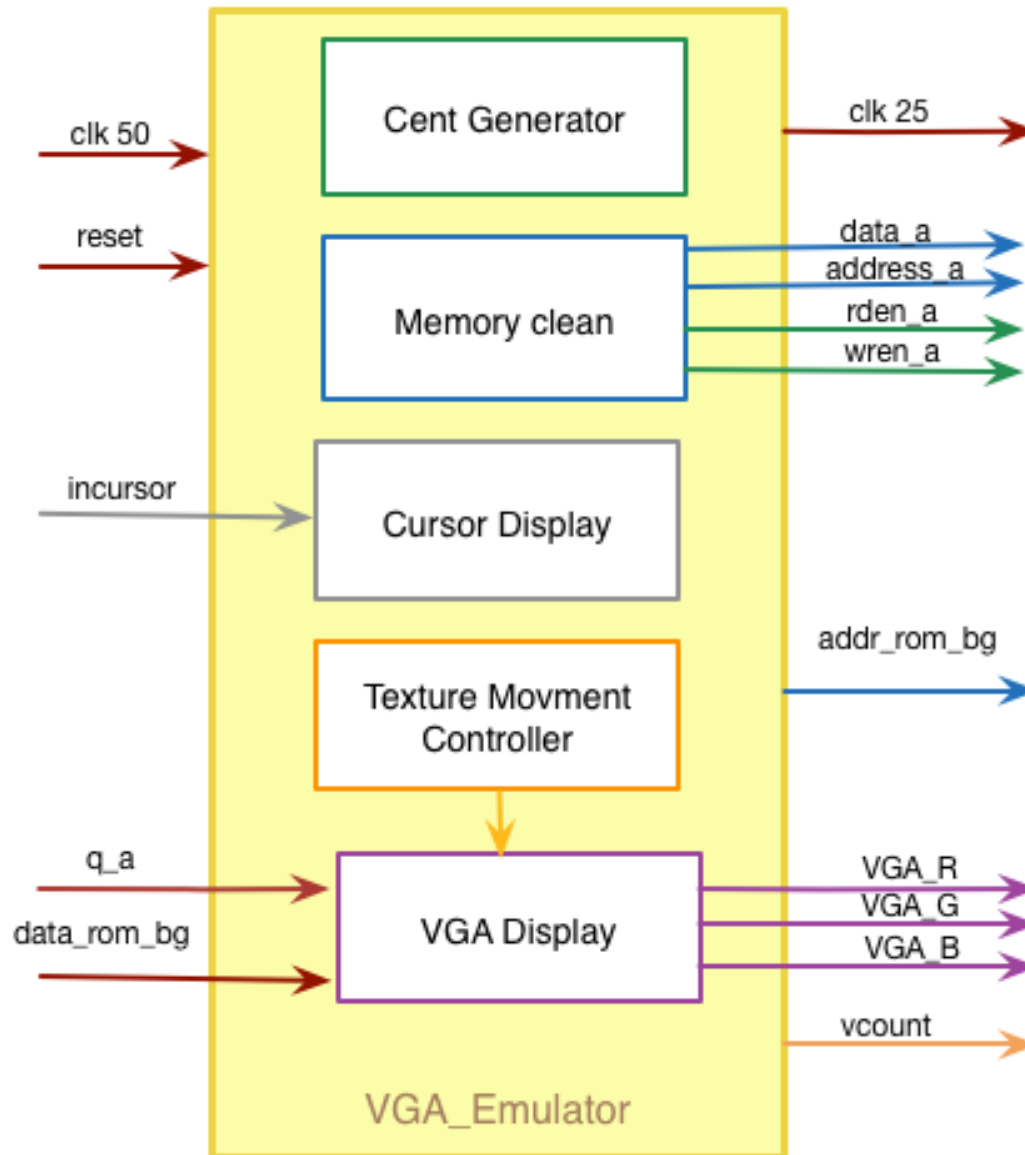 Cent Generator
clk 50
clk 25
reset
data_a
address_a
rden_a
wren_a
Memory clean
incursor
Cursor Display
addr_rom_bg
Texture Movment
Controller
q_a
data_rom_bg
VGA Display
VGA_R
VGA_G
VGA_B
vcount
VGA_Emulator